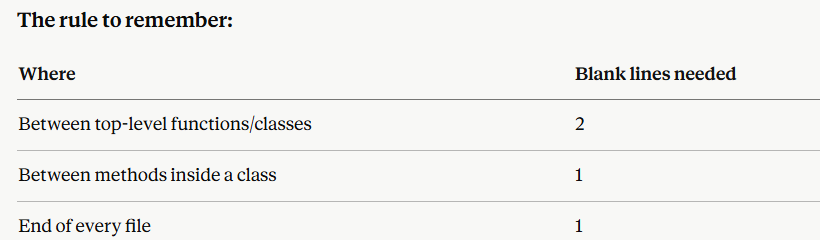 The rule to remember:
Where Blank lines needed
Between top-level functions/classes 2
Between methods inside a class 1
End of every file 1